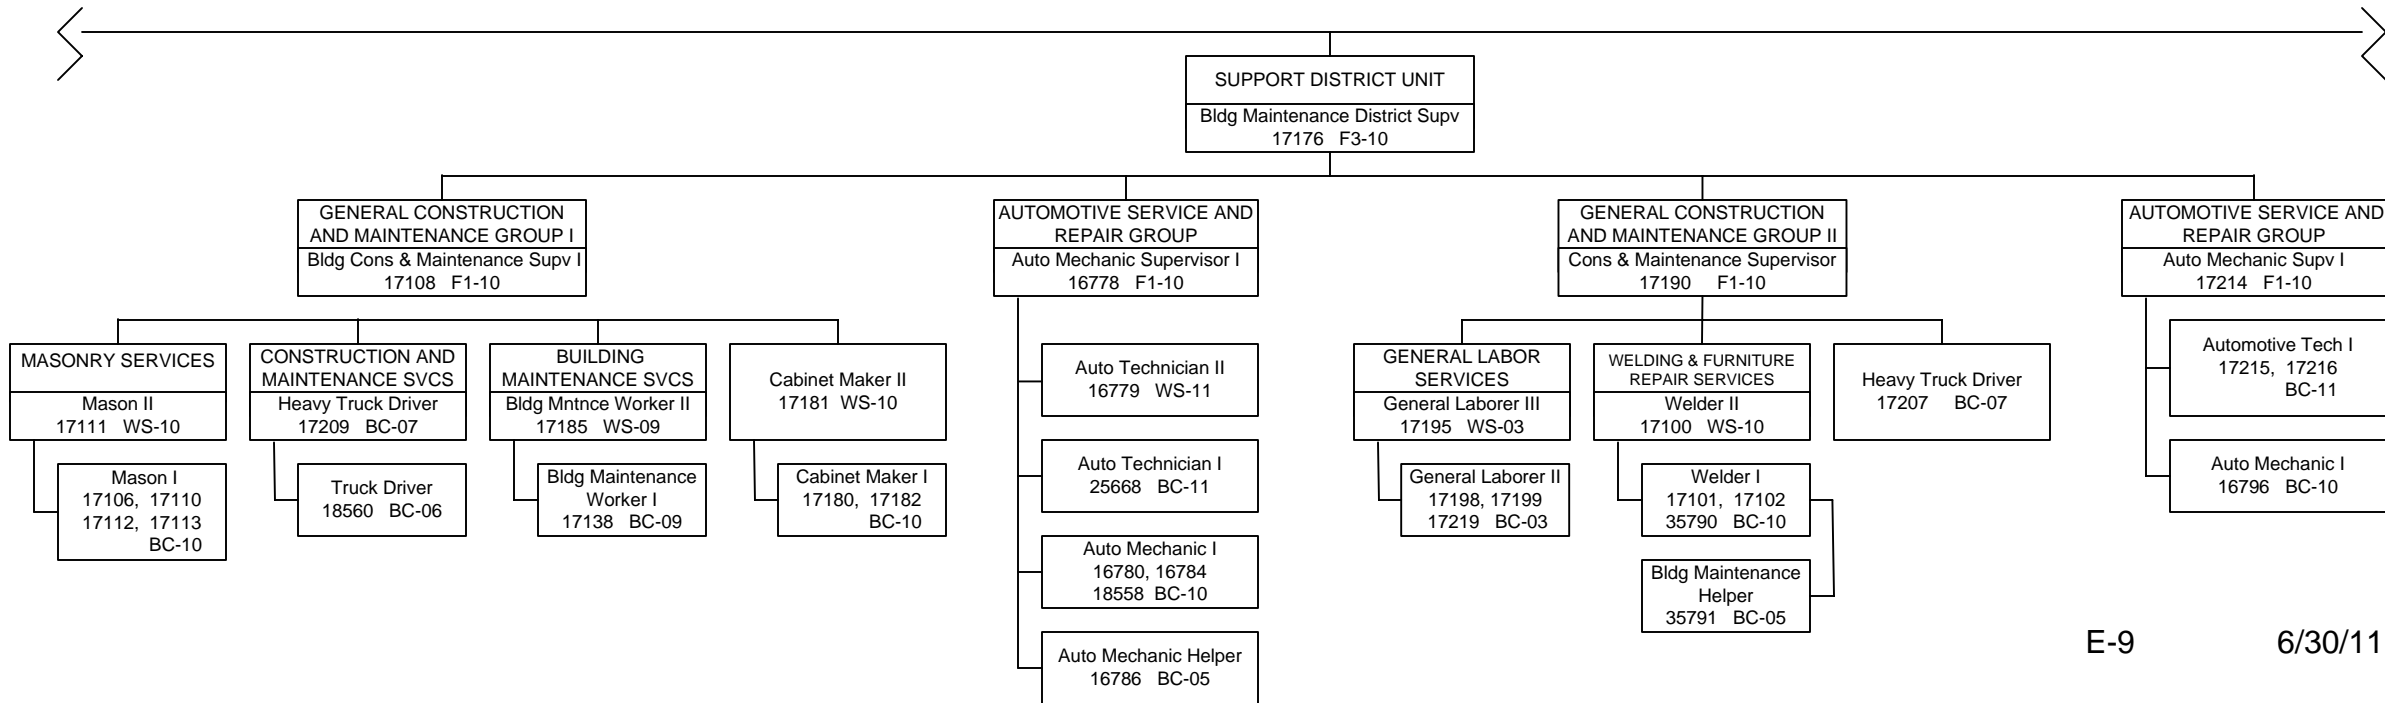 SUPPORT DISTRICT UNIT
Bldg Maintenance District Supv
17176 F3-10
GENERAL CONSTRUCTION
AND MAINTENANCE GROUP I
Bldg Cons & Maintenance Supv I
17108 F1-10
AUTOMOTIVE SERVICE AND
REPAIR GROUP
Auto Mechanic Supervisor I
16778 F1-10
GENERAL CONSTRUCTION
AND MAINTENANCE GROUP II
Cons & Maintenance Supervisor
17190 F1-10
AUTOMOTIVE SERVICE AND
REPAIR GROUP
Auto Mechanic Supv I
17214 F1-10
MASONRY SERVICES
Mason II
17111 WS-10
Mason I
17106, 17110
17112, 17113
BC-10
CONSTRUCTION AND
MAINTENANCE SVCS
Heavy Truck Driver
17209 BC-07
Truck Driver
18560 BC-06
BUILDING
MAINTENANCE SVCS
Bldg Mntnce Worker II
17185 WS-09
Bldg Maintenance
Worker I
17138 BC-09
Cabinet Maker II
17181 WS-10
Cabinet Maker I
17180, 17182
BC-10
Auto Technician II
16779 WS-11
Auto Technician I
25668 BC-11
Auto Mechanic I
16780, 16784
18558 BC-10
Auto Mechanic Helper
16786 BC-05
GENERAL LABOR
SERVICES
General Laborer III
17195 WS-03
General Laborer II
17198, 17199
17219 BC-03
WELDING & FURNITURE
REPAIR SERVICES
Welder II
17100 WS-10
Welder I
17101, 17102
35790 BC-10
Bldg Maintenance
Helper
35791 BC-05
Heavy Truck Driver
17207 BC-07
Automotive Tech I
17215, 17216
BC-11
Auto Mechanic I
16796 BC-10
E-9 6/30/11